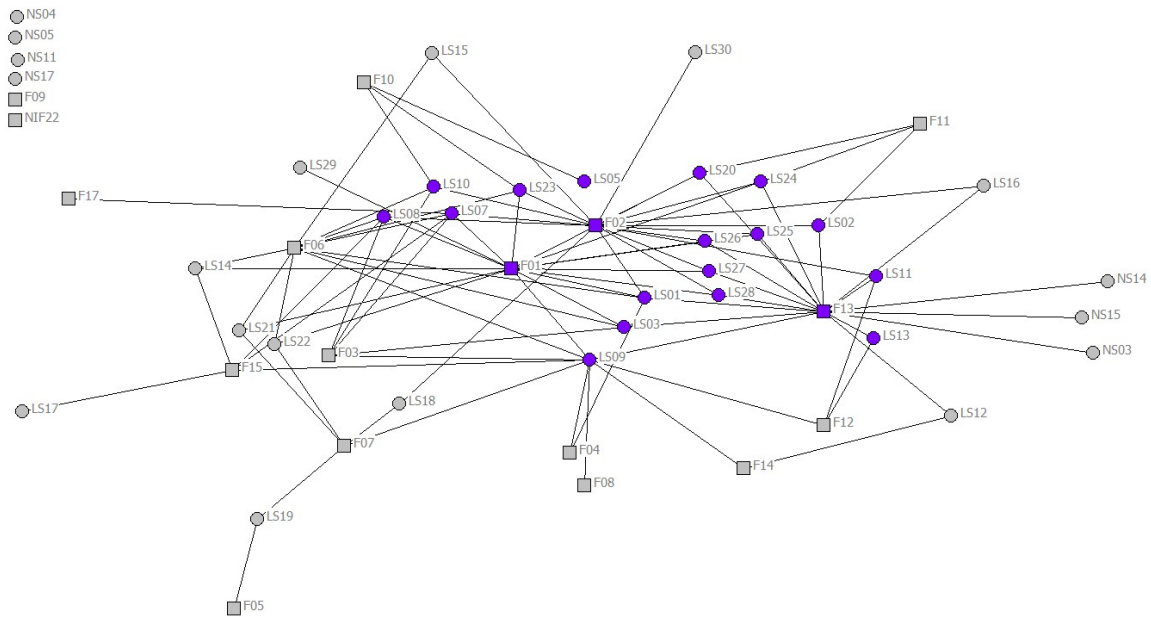 NS04
NS05
NS11
NS17
F09
NIF22
LS15
LS30
F10
F11
LS29
LS10
LS23
LS05
LS20
LS24
LS16
F17
LS08
LS07
F02
LS02
LS25
LS26
F06
F01
LS14
LS27
LS11
NS14
LS01
LS28
F13
NS15
LS21
LS03
LS13
LS22
F03
LS09
NS03
F15
LS17
LS18
LS12
F12
F07
F04
F14
F08
LS19
F05